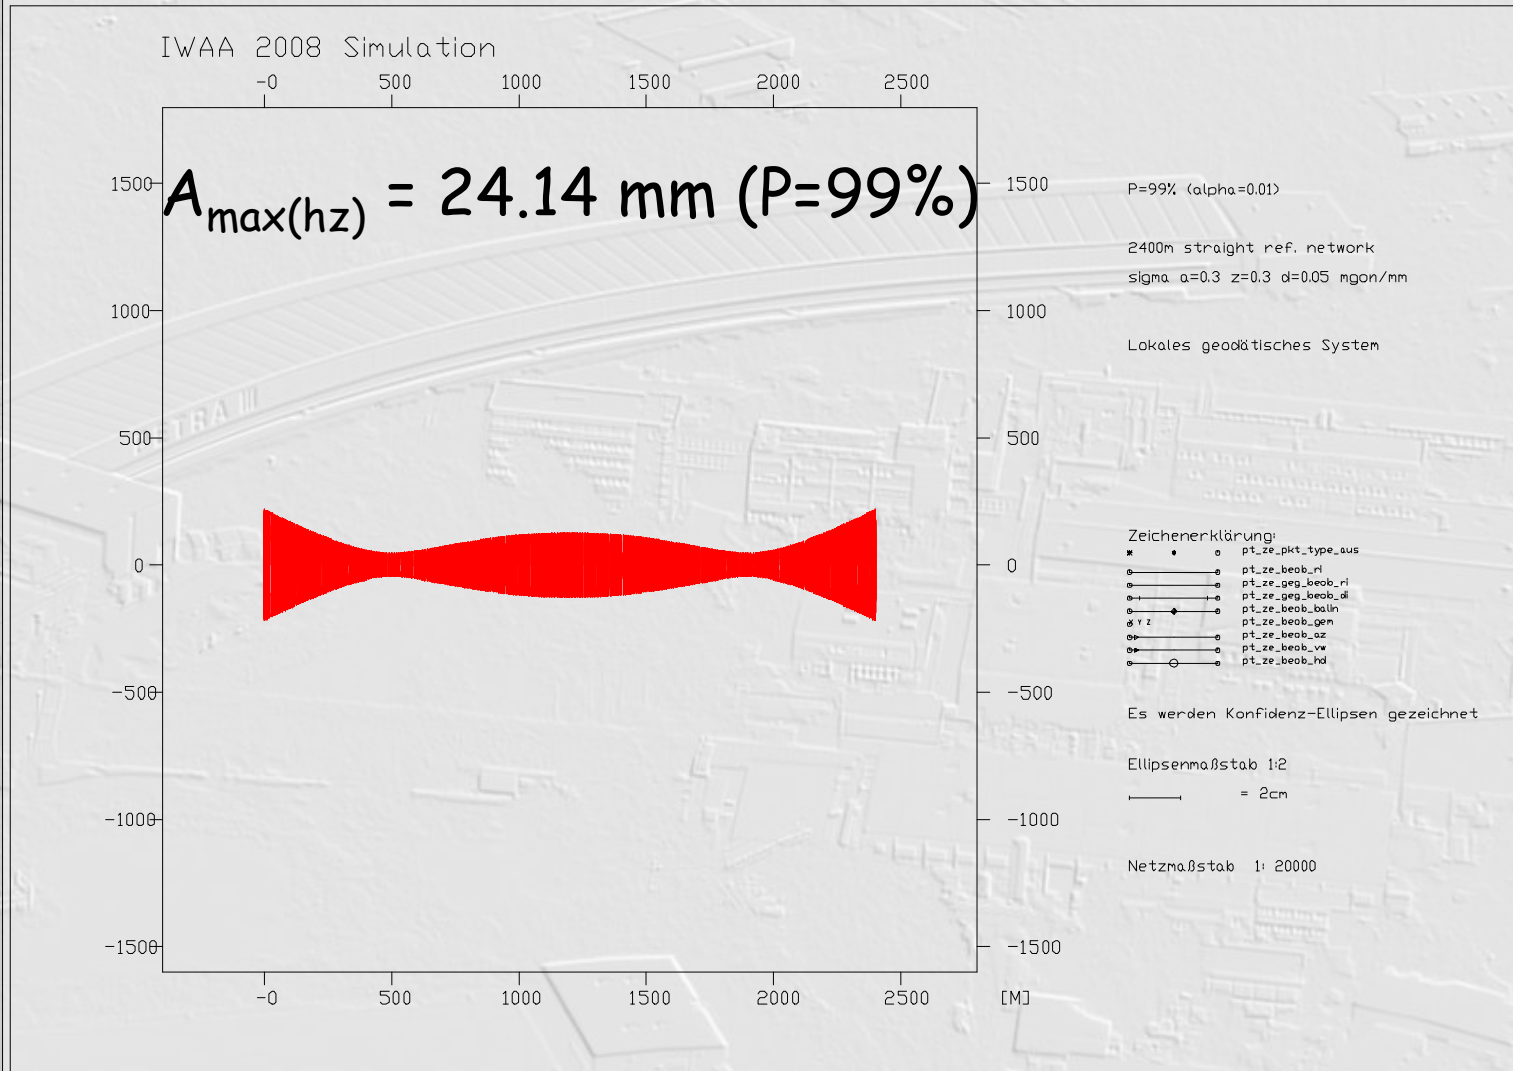 IWAA 2008 Simulation
-0 500 1000 1500 2000 2500
A max(hz) = 24.14 mm (P=99%)
1500 1500
P=99% (alpha=0.01)
2400m straight ref. network
sigma a=0.3 z=0.3 d=0.05 mgon/mm
1000 1000
Lokales geodätisches System
TRA III
500 500
Zeichenerklärung:
pt_ze_pkt_type_aus
0 0
pt_ze_beob_ri
pt_ze_geg_beob_ri
pt_ze_geg_beob_di
pt_ze_beob_balin
X Y Z pt_ze_beob_gem
pt_ze_beob_az
pt_ze_beob_vw
pt_ze_beob_hd
-500 -500
Es werden Konfidenz-Ellipsen gezeichnet
Ellipsenmaßstab 1:2
= 2cm
-1000 -1000
Netzmaßstab 1: 20000
-1500 -1500
-0 500 1000 1500 2000 2500 [M]